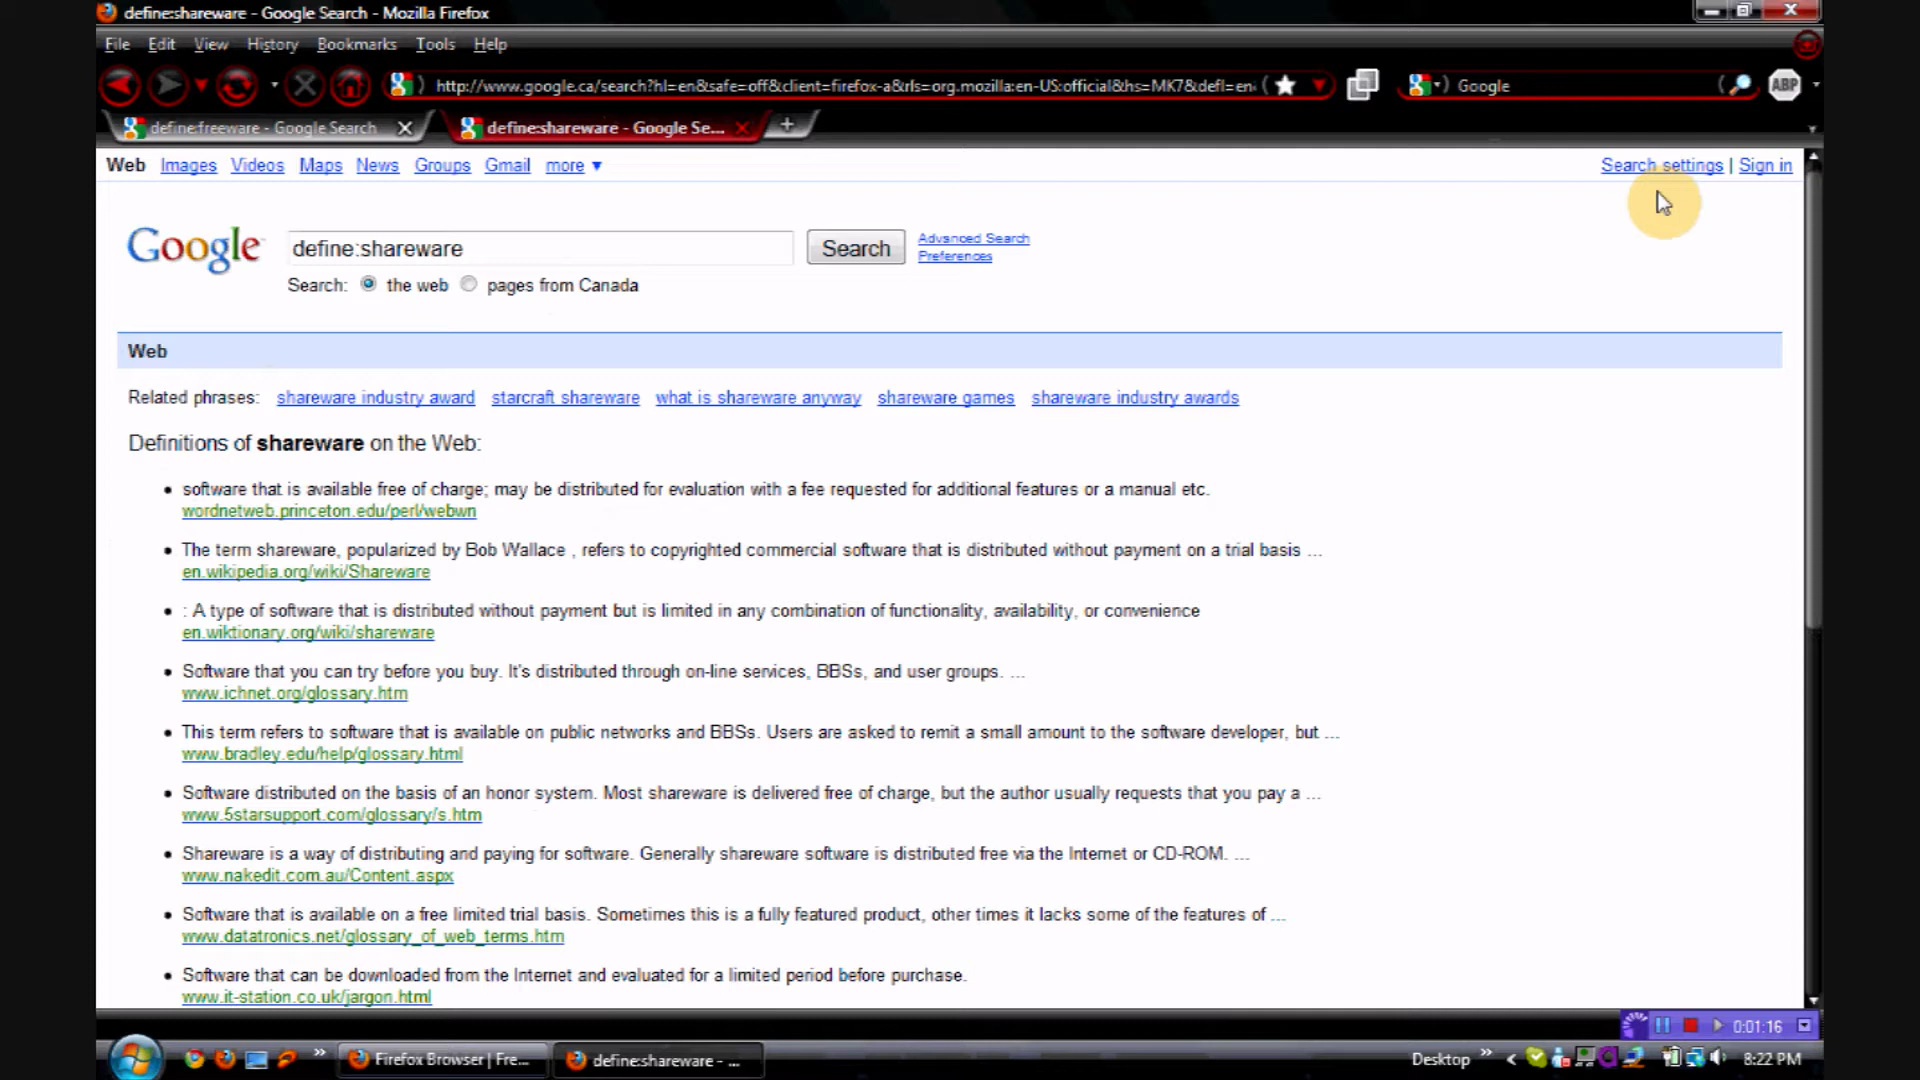 define:shareware - Google Search - Mozilla Firefox
File Edit View History Bookmarks Tools Help
http://www.google.ca/search?hl=en&safe=off&client=firefox-a&rls=org.mozilla:en-US:official&hs=MK7&defl=en
Google
ABP
define:freeware - Google Search
define:shareware - Google Se...
Web Images Videos Maps News Groups Gmail more ▼
Search settings | Sign in
Google
define:shareware
Search
Advanced Search
Preferences
Search: the web pages from Canada
Web
Related phrases: shareware industry award starcraft shareware what is shareware anyway shareware games shareware industry awards
Definitions of shareware on the Web:
• software that is available free of charge; may be distributed for evaluation with a fee requested for additional features or a manual etc.
wordnetweb.princeton.edu/perl/webwn
• The term shareware, popularized by Bob Wallace , refers to copyrighted commercial software that is distributed without payment on a trial basis ...
en.wikipedia.org/wiki/Shareware
• : A type of software that is distributed without payment but is limited in any combination of functionality, availability, or convenience
en.wiktionary.org/wiki/shareware
• Software that you can try before you buy. It's distributed through on-line services, BBSs, and user groups. ...
www.ichnet.org/glossary.htm
• This term refers to software that is available on public networks and BBSs. Users are asked to remit a small amount to the software developer, but ...
www.bradley.edu/help/glossary.html
• Software distributed on the basis of an honor system. Most shareware is delivered free of charge, but the author usually requests that you pay a ...
www.5starsupport.com/glossary/s.htm
• Shareware is a way of distributing and paying for software. Generally shareware software is distributed free via the Internet or CD-ROM. ...
www.nakedit.com.au/Content.aspx
• Software that is available on a free limited trial basis. Sometimes this is a fully featured product, other times it lacks some of the features of ...
www.datatronics.net/glossary_of_web_terms.htm
• Software that can be downloaded from the Internet and evaluated for a limited period before purchase.
www.it-station.co.uk/jargon.html
0:01:16
Firefox Browser | Fre...
define:shareware - ...
Desktop
8:22 PM